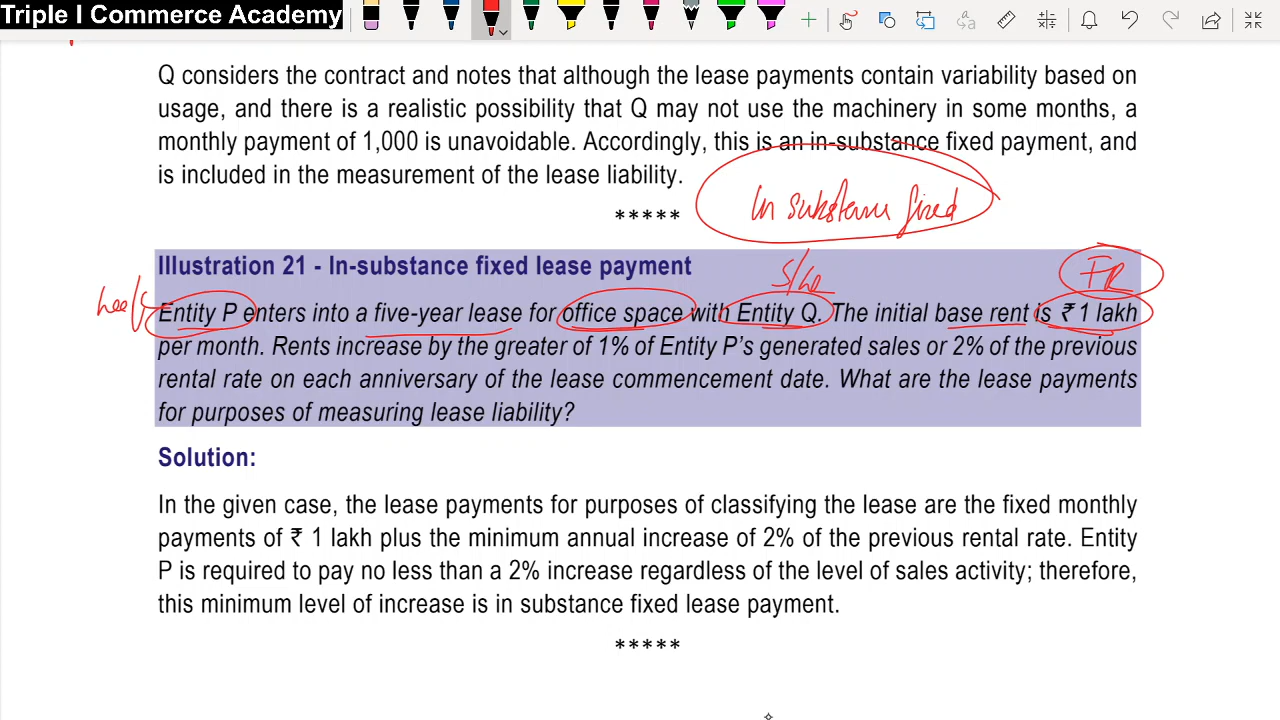 Triple I Commerce Academy
Q considers the contract and notes that although the lease payments contain variability based on
usage, and there is a realistic possibility that Q may not use the machinery in some months, a
monthly payment of 1,000 is unavoidable. Accordingly, this is an in-substance fixed payment, and
is included in the measurement of the lease liability.
*****
In substance fixed
Illustration 21 - In-substance fixed lease payment
Entity P enters into a five-year lease for office space with Entity Q. The initial base rent is ₹ 1 lakh
per month. Rents increase by the greater of 1% of Entity P's generated sales or 2% of the previous
rental rate on each anniversary of the lease commencement date. What are the lease payments
for purposes of measuring lease liability?
Solution:
In the given case, the lease payments for purposes of classifying the lease are the fixed monthly
payments of ₹ 1 lakh plus the minimum annual increase of 2% of the previous rental rate. Entity
P is required to pay no less than a 2% increase regardless of the level of sales activity; therefore,
this minimum level of increase is in substance fixed lease payment.
*****